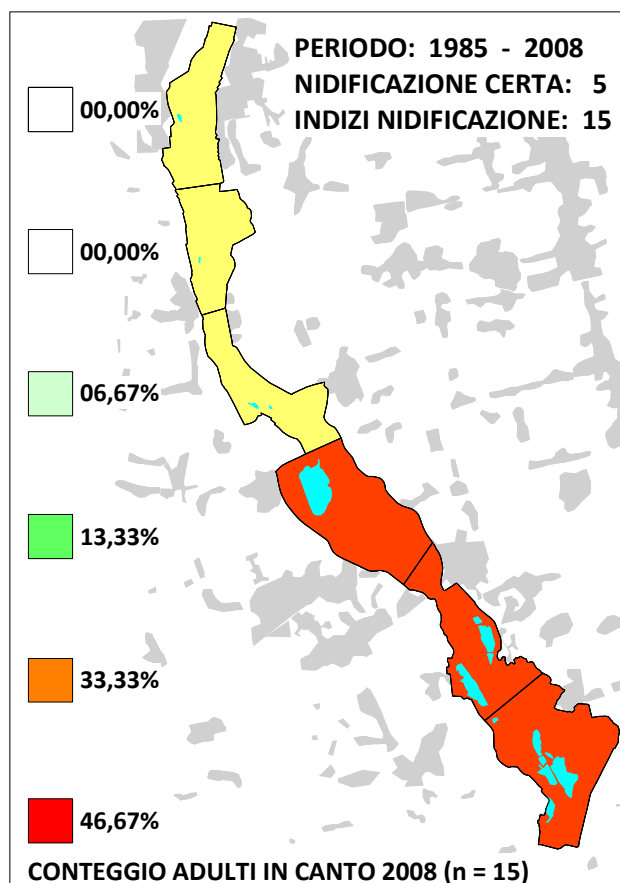 PERIODO: 1985 - 2008
NIDIFICAZIONE CERTA: 5
INDIZI NIDIFICAZIONE: 15
00,00%
00,00%
06,67%
13,33%
33,33%
46,67%
CONTEGGIO ADULTI IN CANTO 2008 (n = 15)